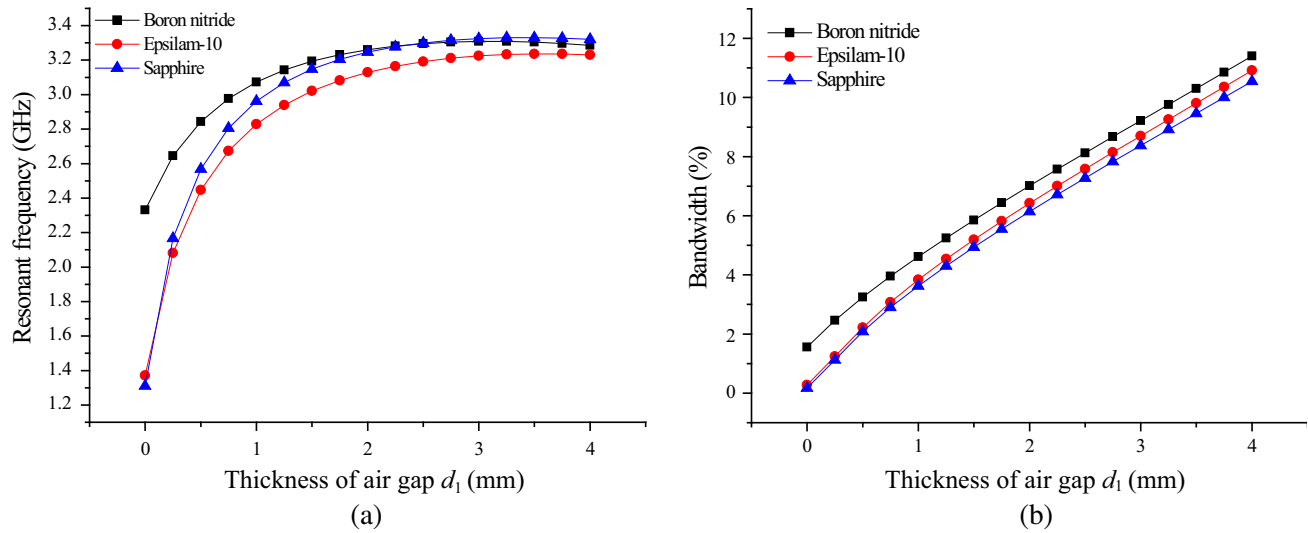 Boron nitride
Epsilam-10
Sapphire
3.4
3.2
3.0
2.8
2.6
2.4
2.2
2.0
1.8
1.6
1.4
1.2
Resonant frequency (GHz)
0 1 2 3 4
Thickness of air gap d₁ (mm)
(a)
Boron nitride
Epsilam-10
Sapphire
12
10
8
6
4
2
0
Bandwidth (%)
0 1 2 3 4
Thickness of air gap d₁ (mm)
(b)